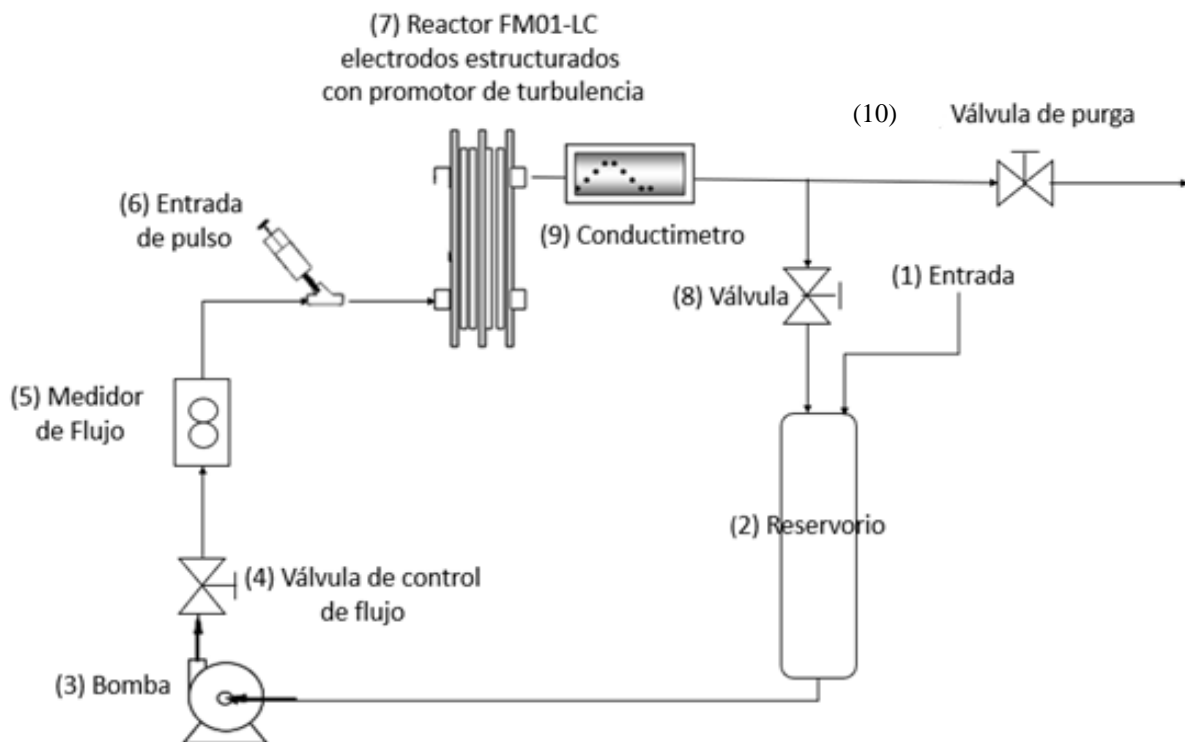 (7) Reactor FM01-LC
electrodos estructurados
con promotor de turbulencia
(10) Válvula de purga
(6) Entrada
de pulso
(9) Conductimetro
(1) Entrada
(8) Válvula
(5) Medidor
de Flujo
(2) Reservorio
(4) Válvula de control
de flujo
(3) Bomba